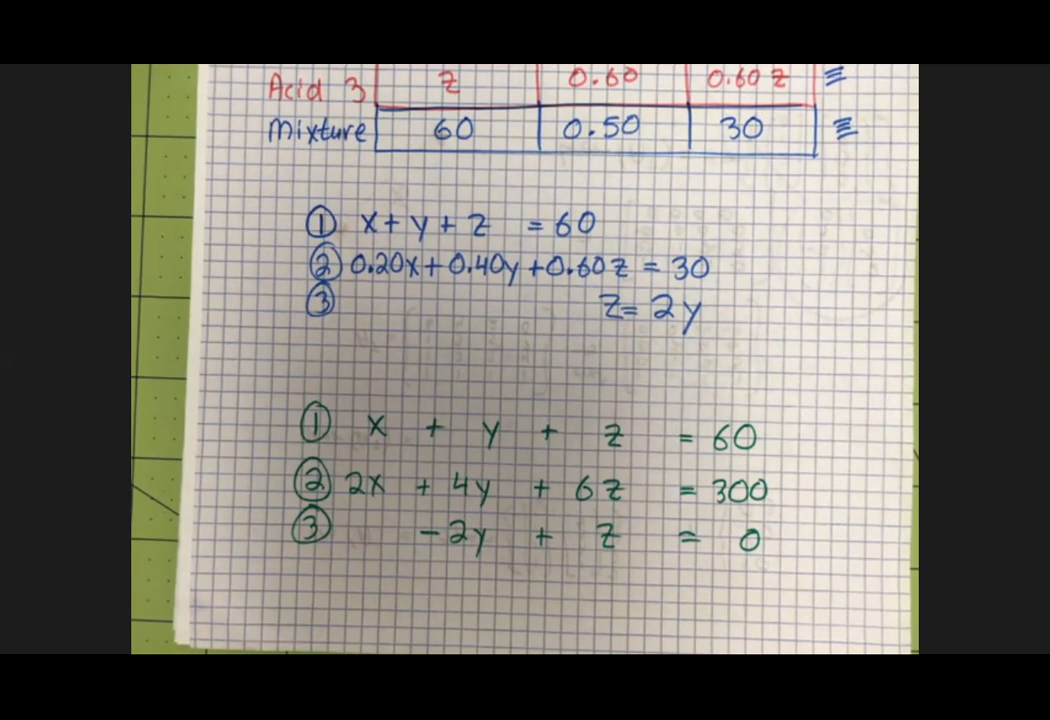 Acid 3 z 0.60 0.60 z
Mixture 60 0.50 30
① x + y + z = 60
② 0.20x + 0.40y + 0.60z = 30
③ z = 2y
① x + y + z = 60
② 2x + 4y + 6z = 300
③ -2y + z = 0